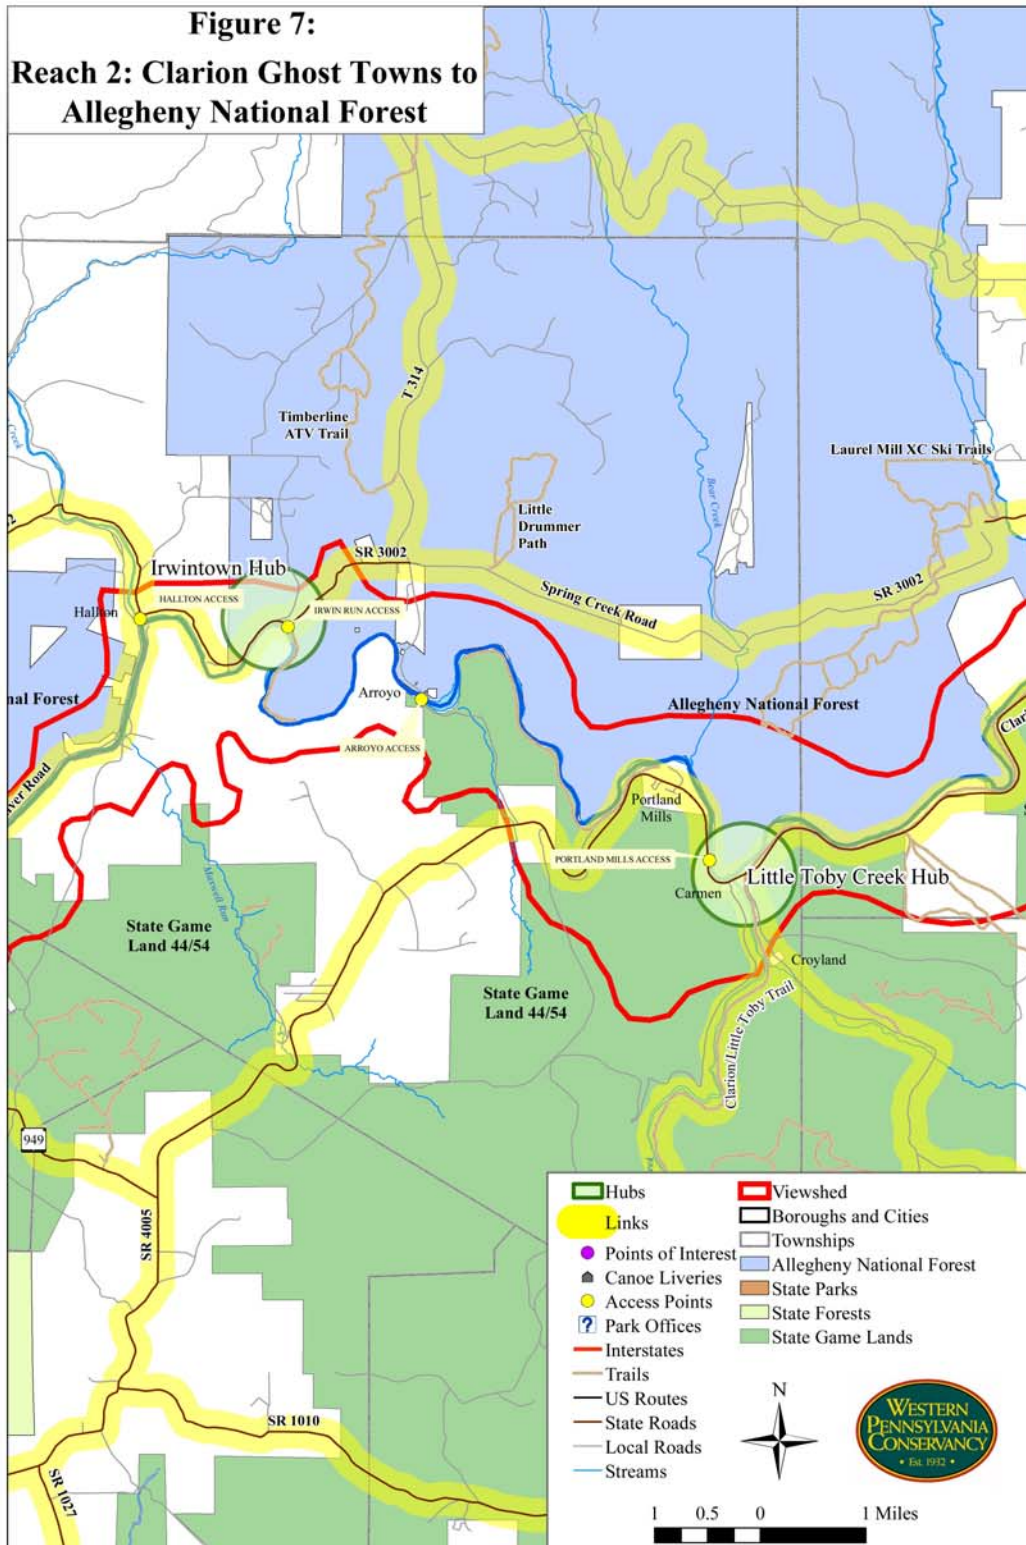 Figure 7:
Reach 2: Clarion Ghost Towns to
Allegheny National Forest
T 314
Timberline
ATV Trail
Laurel Mill XC Ski Trails
Creek
Bear Creek
Little
Drummer
Path
SR 3002
Irwintown Hub
HALLTON ACCESS
IRWIN RUN ACCESS
Hallton
Spring Creek Road
SR 3002
Arroyo
nal Forest
Allegheny National Forest
ARROYO ACCESS
Clari
iver Road
Portland
Mills
PORTLAND MILLS ACCESS
Little Toby Creek Hub
Carmen
Maxwell Run
State Game
Land 44/54
Croyland
State Game
Land 44/54
Clarion/Little Toby Trail
949
SR 4005
SR 1010
SR 1027
Hubs
Links
Points of Interest
Canoe Liveries
Access Points
? Park Offices
Interstates
Trails
US Routes
State Roads
Local Roads
Streams
Viewshed
Boroughs and Cities
Townships
Allegheny National Forest
State Parks
State Forests
State Game Lands
N
WESTERN
PENNSYLVANIA
CONSERVANCY
• Est. 1932 •
1 0.5 0 1 Miles